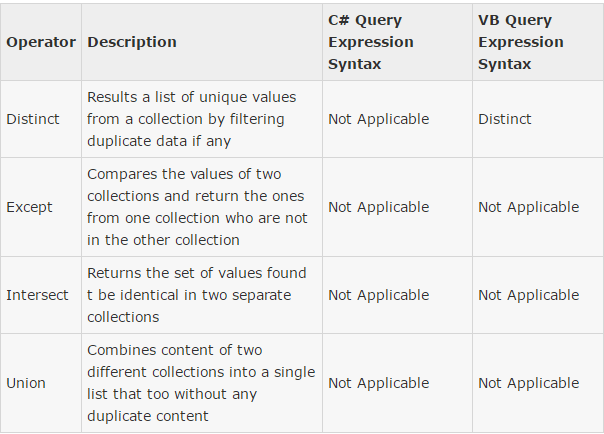 Operator Description C# Query Expression Syntax VB Query Expression Syntax
Distinct Results a list of unique values from a collection by filtering duplicate data if any Not Applicable Distinct
Except Compares the values of two collections and return the ones from one collection who are not in the other collection Not Applicable Not Applicable
Intersect Returns the set of values found t be identical in two separate collections Not Applicable Not Applicable
Union Combines content of two different collections into a single list that too without any duplicate content Not Applicable Not Applicable